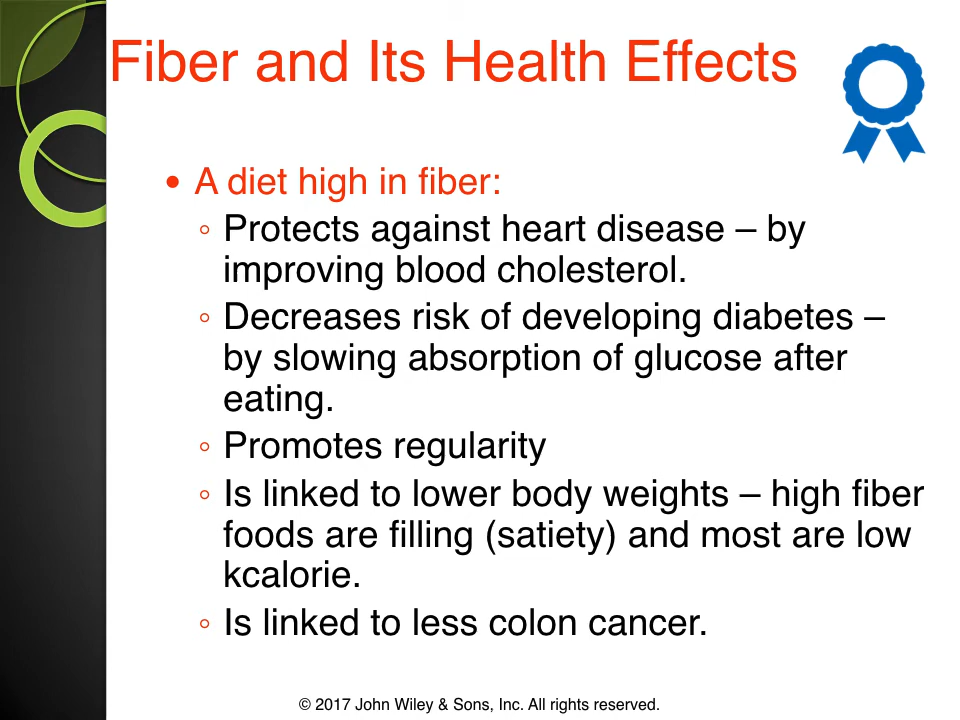 Fiber and Its Health Effects
• A diet high in fiber:
◦ Protects against heart disease – by
improving blood cholesterol.
◦ Decreases risk of developing diabetes –
by slowing absorption of glucose after
eating.
◦ Promotes regularity
◦ Is linked to lower body weights – high fiber
foods are filling (satiety) and most are low
kcalorie.
◦ Is linked to less colon cancer.
© 2017 John Wiley & Sons, Inc. All rights reserved.